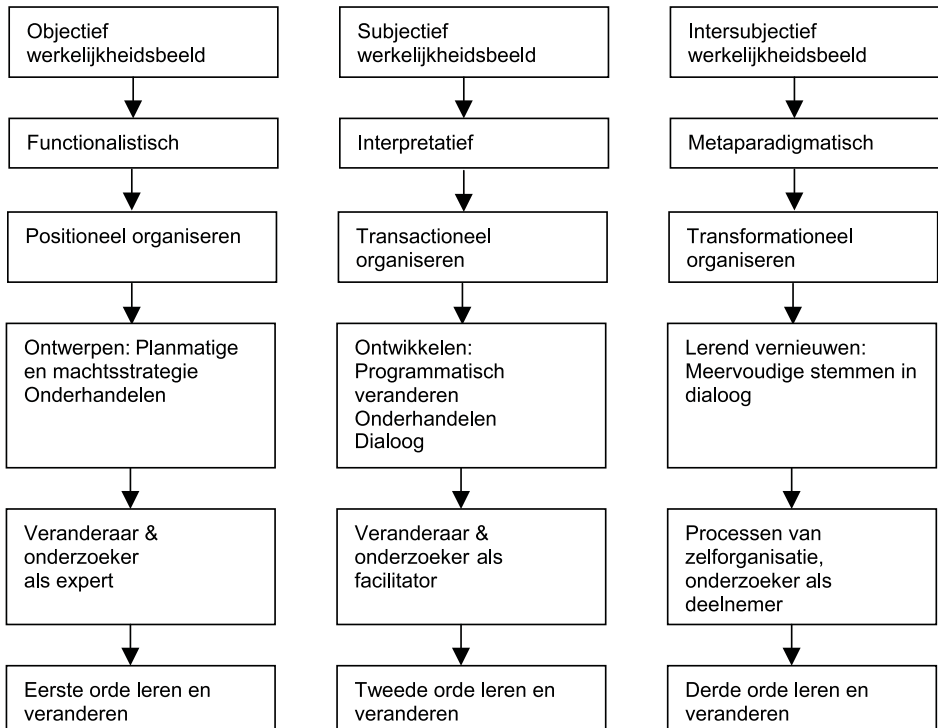 Objectief
werkelijkheidsbeeld
Functionalistisch
Positioneel organiseren
Ontwerpen: Planmatige
en machtsstrategie
Onderhandelen
Veranderaar &
onderzoeker
als expert
Eerste orde leren en
veranderen
Subjectief
werkelijkheidsbeeld
Interpretatief
Transactioneel
organiseren
Ontwikkelen:
Programmatisch
veranderen
Onderhandelen
Dialoog
Veranderaar &
onderzoeker als
facilitator
Tweede orde leren en
veranderen
Intersubjectief
werkelijkheidsbeeld
Metaparadigmatisch
Transformationeel
organiseren
Lerend vernieuwen:
Meervoudige stemmen in
dialoog
Processen van
zelforganisatie,
onderzoeker als
deelnemer
Derde orde leren en
veranderen